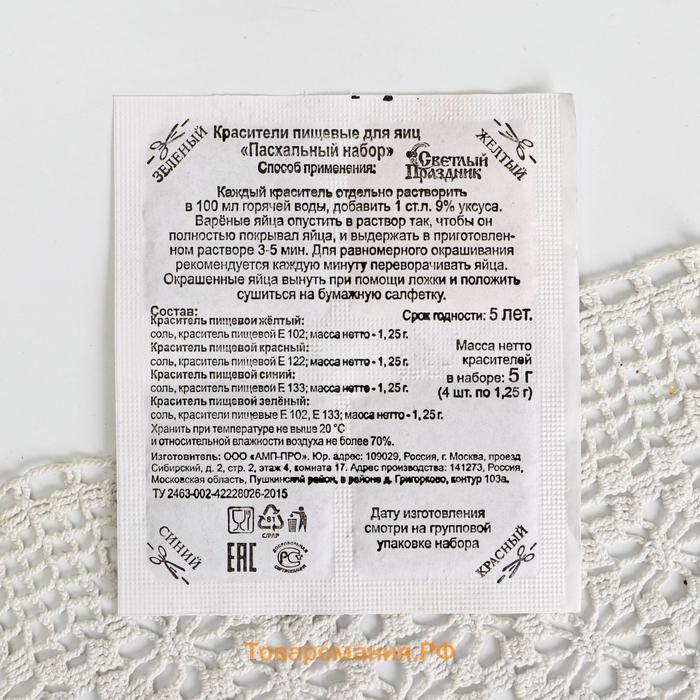 ЗЕЛЕНЫЙ
ЖЕЛТЫЙ
Красители пищевые для яиц
«Пасхальный набор»
Способ применения:
Светлый
Праздник
Каждый краситель отдельно растворить
в 100 мл горячей воды, добавить 1 ст.л. 9% уксуса.
Варёные яйца опустить в раствор так, чтобы он
полностью покрывал яйца, и выдержать в приготовлен-
ном растворе 3-5 мин. Для равномерного окрашивания
рекомендуется каждую минуту переворачивать яйца.
Окрашенные яйца вынуть при помощи ложки и положить
сушиться на бумажную салфетку.
Состав:
Краситель пищевой жёлтый:
соль, краситель пищевой Е 102; масса нетто - 1, 25 г.
Краситель пищевой красный:
соль, краситель пищевой Е 122; масса нетто - 1, 25 г.
Краситель пищевой синий:
соль, краситель пищевой Е 133; масса нетто - 1, 25 г.
Краситель пищевой зелёный:
соль, красители пищевые Е 102, Е 133; масса нетто - 1, 25 г.
Хранить при температуре не выше 20 °С
и относительной влажности воздуха не более 70%.
Срок годности: 5 лет.
Масса нетто
красителей
в наборе: 5 г
(4 шт. по 1,25 г)
Изготовитель: ООО «АМП-ПРО». Юр. адрес: 109029, Россия, г. Москва, проезд
Сибирский, д. 2, стр. 2, этаж 4, комната 17. Адрес производства: 141273, Россия,
Московская область, Пушкинский район, в районе д. Григорково, контур 103а.
ТУ 2463-002-42228026-2015
81
C/PAP
ЕАС
ДОБРОВОЛЬНАЯ
РС
СЕРТИФИКАЦИЯ
Дату изготовления
смотри на групповой
упаковке набора
СИНИЙ
КРАСНЫЙ
Товаромания.РФ